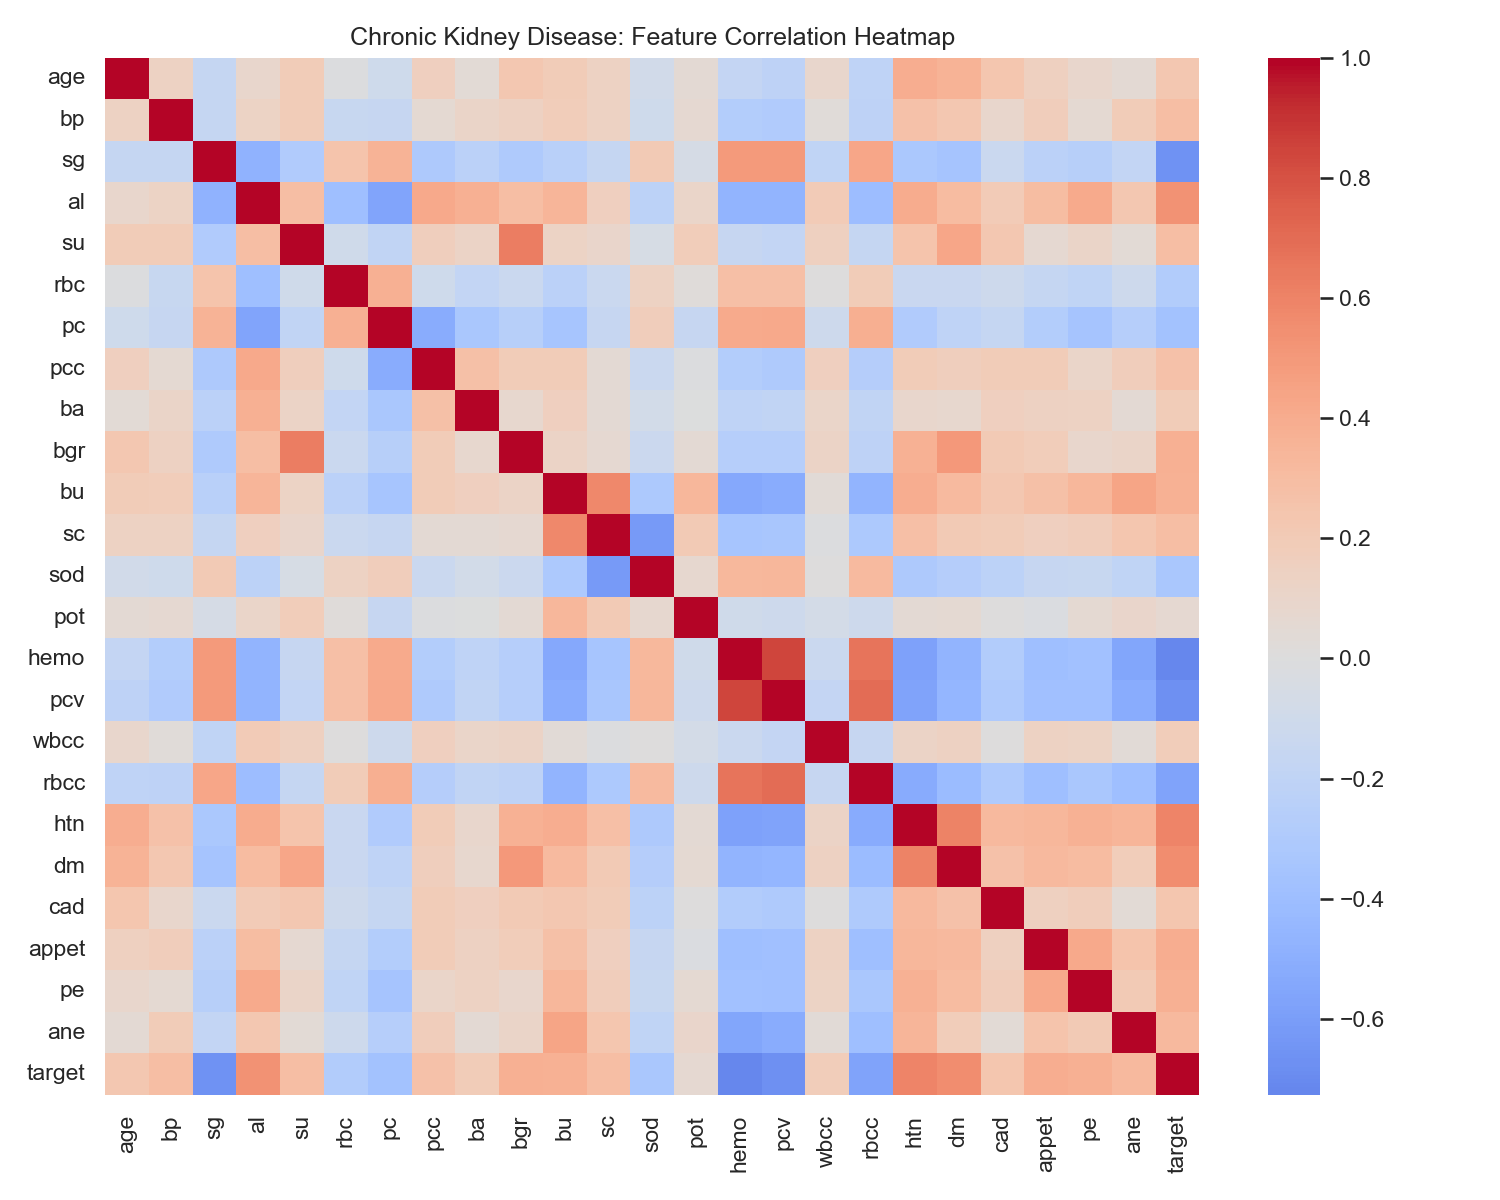 Chronic Kidney Disease: Feature Correlation Heatmap
age
bp
sg
al
su
rbc
pc
pcc
ba
bgr
bu
sc
sod
pot
hemo
pcv
wbcc
rbcc
htn
dm
cad
appet
pe
ane
target
age bp sg al su rbc pc pcc ba bgr bu sc sod pot hemo pcv wbcc rbcc htn dm cad appet pe ane target
1.0
0.8
0.6
0.4
0.2
0.0
−0.2
−0.4
−0.6